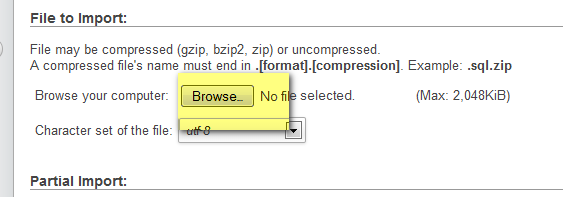 File to Import:
File may be compressed (gzip, bzip2, zip) or uncompressed.
A compressed file's name must end in .[format].[compression]. Example: .sql.zip
Browse your computer: Browse_ No file selected. (Max: 2,048KiB)
Character set of the file: utf-8
Partial Import: